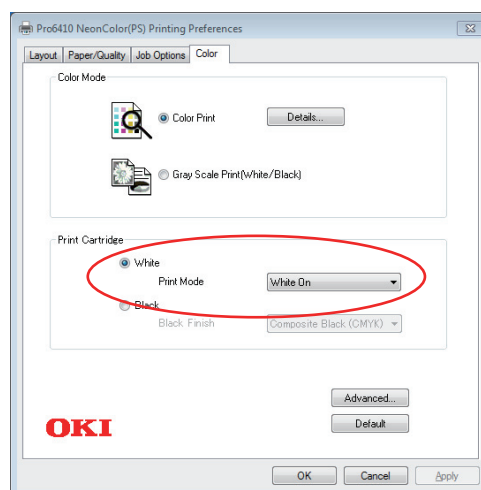 Pro6410 NeonColor(PS) Printing Preferences
Layout Paper/Quality Job Options Color
Color Mode
Color Print Details...
Gray Scale Print(White/Black)
Print Cartridge
White
Print Mode White On
Black
Black Finish Composite Black (CMYK)
Advanced...
OKI Default
OK Cancel Apply